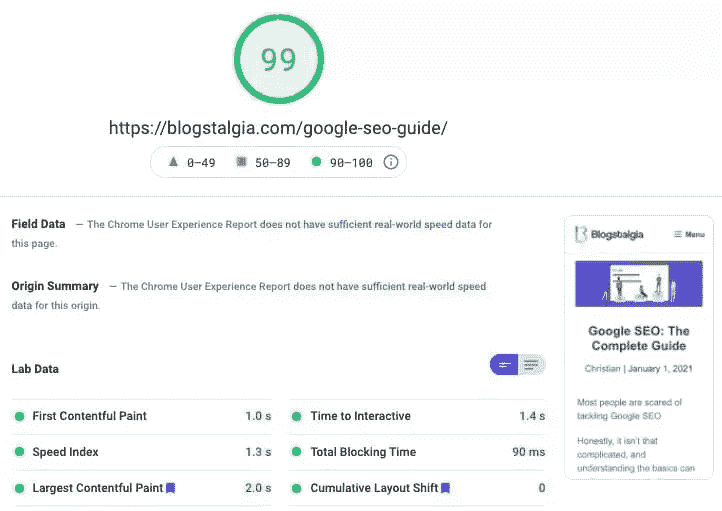 99
https://blogstalgia.com/google-seo-guide/
0–49 50–89 90–100
Field Data — The Chrome User Experience Report does not have sufficient real-world speed data for
this page.
Origin Summary — The Chrome User Experience Report does not have sufficient real-world speed
data for this origin.
Lab Data
First Contentful Paint 1.0 s
Time to Interactive 1.4 s
Speed Index 1.3 s
Total Blocking Time 90 ms
Largest Contentful Paint 2.0 s
Cumulative Layout Shift 0
Blogstalgia Menu
Google SEO: The
Complete Guide
Christian | January 1, 2021
Most people are scared of
tackling Google SEO
Honestly, it isn't that
complicated, and
understanding the basics can